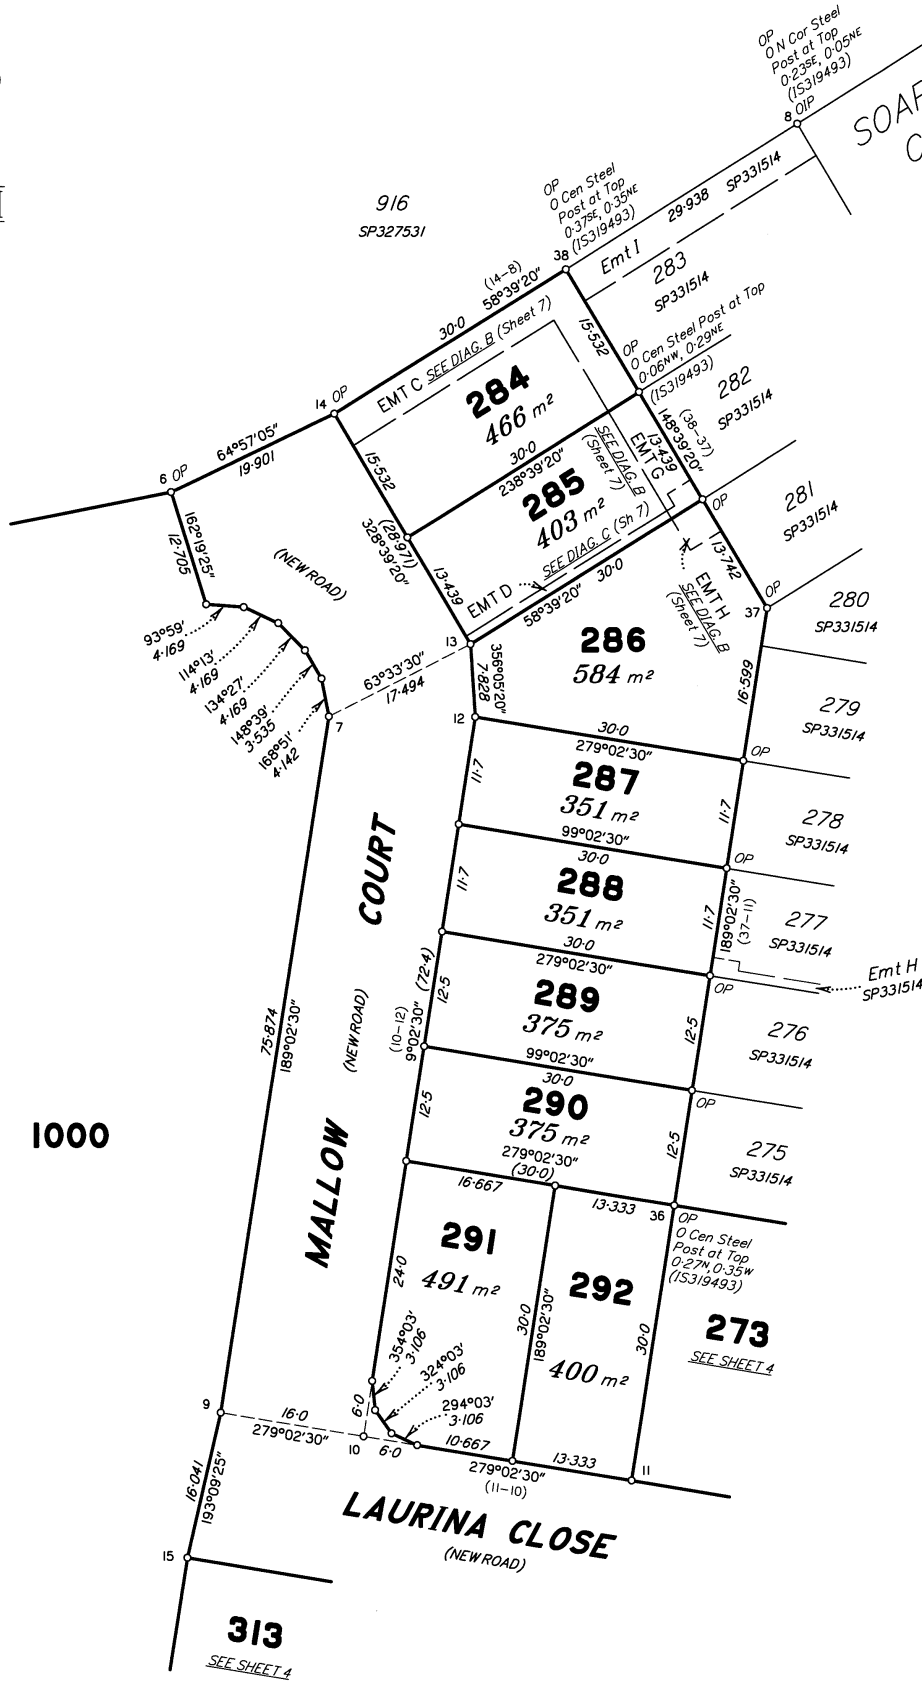 OP
O N Cor Steel
Post at Top
0·23SE, 0·05NE
(IS319493)
8 OIP
916
SP327531
OP
O Cen Steel
Post at Top
0·37SE, 0·35NE
(IS319493)
38
29·938 SP331514
Emt I
283
SP331514
(14–8)
58°39'20"
30·0
EMT C SEE DIAG. B (Sheet 7)
15·532
OP
O Cen Steel Post at Top
0·06NW, 0·29NE
(IS319493)
14 OP
284
466 m²
282
SP331514
64°57'05"
19·901
15·532
30·0
238°39'20"
SEE DIAG. B
(Sheet 7)
EMT G
13·439
148°39'20"
(38–37)
6 OP
285
403 m²
OP
281
SP331514
162°19'25"
12·705
(NEW ROAD)
(28·971)
328°39'20"
13·439
EMT D
SEE DIAG. C (Sh 7)
30·0
58°39'20"
13·742
EMT H
SEE DIAG. B
(Sheet 7)
OP
37
280
SP331514
93°59'
4·169
114°13'
4·169
134°27'
4·169
148°39'
3·535
168°51'
4·142
13
63°33'30"
17·494
7
356°05'20"
7·828
286
584 m²
16·599
279
SP331514
12
30·0
279°02'30"
OP
11·7
287
351 m²
11·7
278
SP331514
99°02'30"
30·0
OP
COURT
11·7
288
351 m²
11·7
189°02'30"
(37–11)
277
SP331514
30·0
279°02'30"
OP
Emt H
SP331514
(72·4)
(10–12)
9°02'30"
12·5
289
375 m²
12·5
276
SP331514
75·874
189°02'30"
(NEW ROAD)
99°02'30"
30·0
OP
1000
MALLOW
12·5
290
375 m²
279°02'30"
(30·0)
12·5
275
SP331514
16·667
13·333
36
OP
O Cen Steel
Post at Top
0·27N, 0·35W
(IS319493)
24·0
291
491 m²
30·0
189°02'30"
292
400 m²
30·0
273
SEE SHEET 4
354°03'
3·106
324°03'
3·106
294°03'
3·106
9
16·0
279°02'30"
6·0
10
6·0
10·667
13·333
11
279°02'30"
(11–10)
16·041
193°09'25"
LAURINA CLOSE
(NEW ROAD)
15
313
SEE SHEET 4